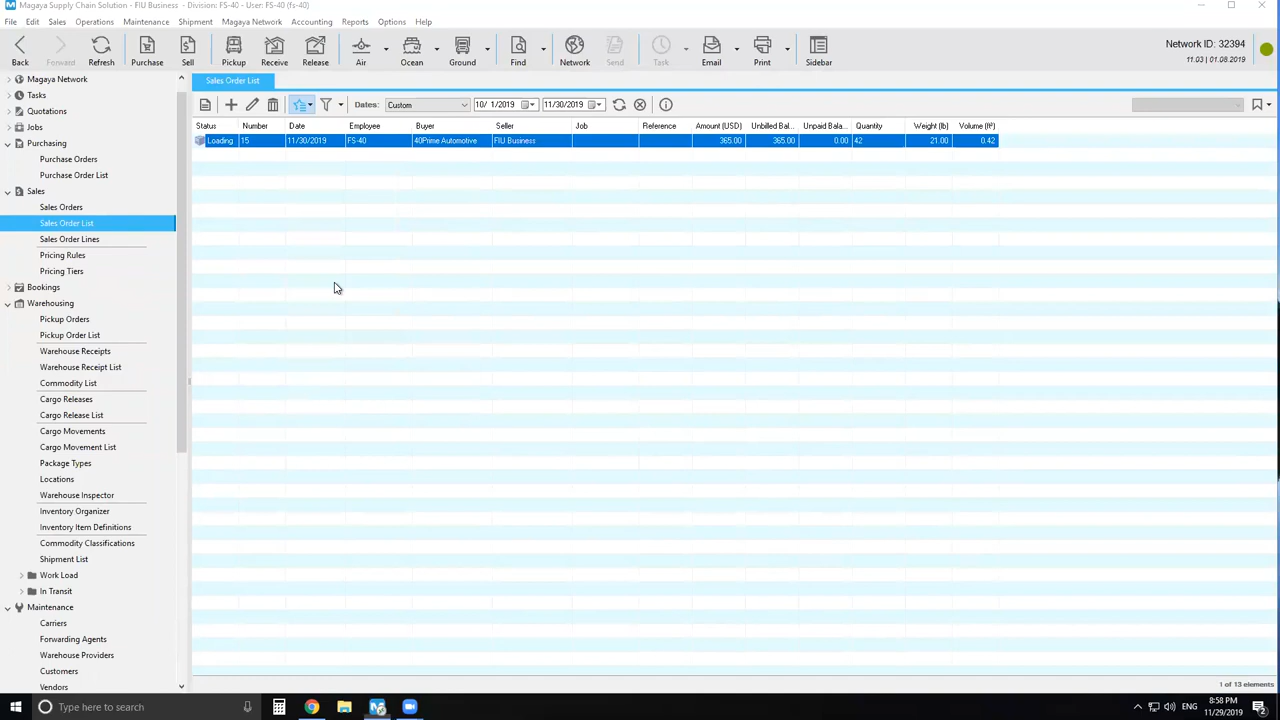 Magaya Supply Chain Solution - FIU Business - Division: FS-40 - User: FS-40 (fs-40)
File Edit Sales Operations Maintenance Shipment Magaya Network Accounting Reports Options Help
Back Forward Refresh Purchase Sell Pickup Receive Release Air Ocean Ground Find Network Send Task Email Print Sidebar
Network ID: 32394
11.03 | 01.08.2019
Magaya Network
Tasks
Quotations
Jobs
Purchasing
Purchase Orders
Purchase Order List
Sales
Sales Orders
Sales Order List
Sales Order Lines
Pricing Rules
Pricing Tiers
Bookings
Warehousing
Pickup Orders
Pickup Order List
Warehouse Receipts
Warehouse Receipt List
Commodity List
Cargo Releases
Cargo Release List
Cargo Movements
Cargo Movement List
Package Types
Locations
Warehouse Inspector
Inventory Organizer
Inventory Item Definitions
Commodity Classifications
Shipment List
Work Load
In Transit
Maintenance
Carriers
Forwarding Agents
Warehouse Providers
Customers
Vendors
Sales Order List
Dates: Custom 10/ 1/2019 11/30/2019
Status Number Date Employee Buyer Seller Job Reference Amount (USD) Unbilled Bal... Unpaid Bala... Quantity Weight (lb) Volume (ft³)
Loading 15 11/30/2019 FS-40 40Prime Automotive FIU Business 365.00 365.00 0.00 42 21.00 0.42
1 of 13 elements
Type here to search
ENG
8:58 PM
11/29/2019
2